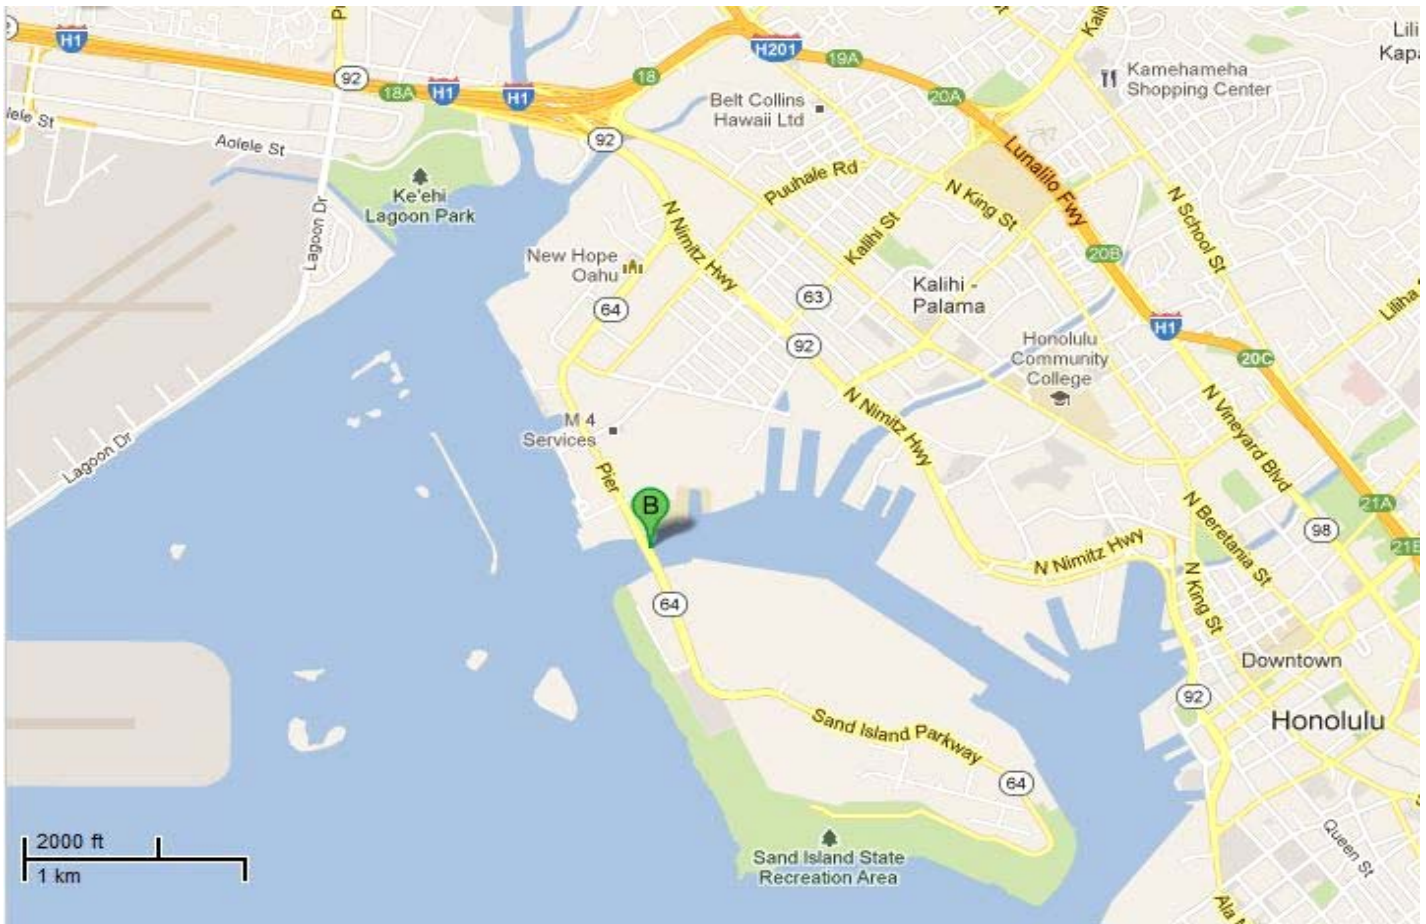 H1
92
18A
H1
H1
18
H201
19A
20A
Kamehameha
Shopping Center
Belt Collins
Hawaii Ltd
92
Aolele St
Lunalilo Fwy
Puuhale Rd
N King St
N School St
Ke'ehi
Lagoon Park
Lagoon Dr
N Nimitz Hwy
Kalihi St
20B
New Hope
Oahu
64
63
Kalihi -
Palama
H1
Liliha
92
Honolulu
Community
College
20C
N Nimitz Hwy
N Vineyard Blvd
M 4
Services
Lagoon Dr
Pier
B
21A
98
N Beretania St
N Nimitz Hwy
N King St
64
Downtown
92
Honolulu
Sand Island Parkway
64
2000 ft
1 km
Sand Island State
Recreation Area
Queen St